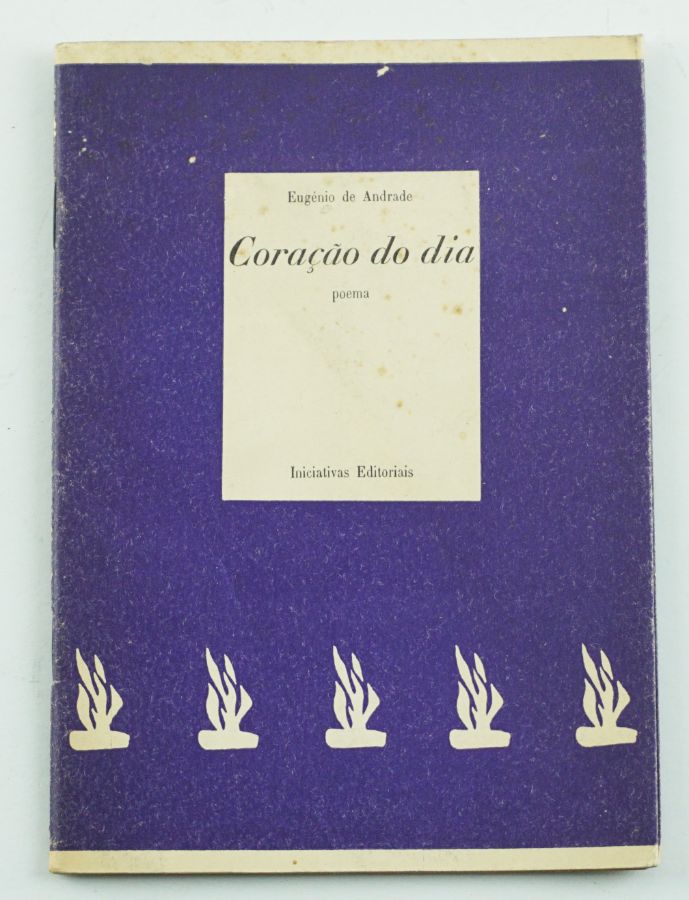 Eugénio de Andrade
Coração do dia
poema
Iniciativas Editoriais